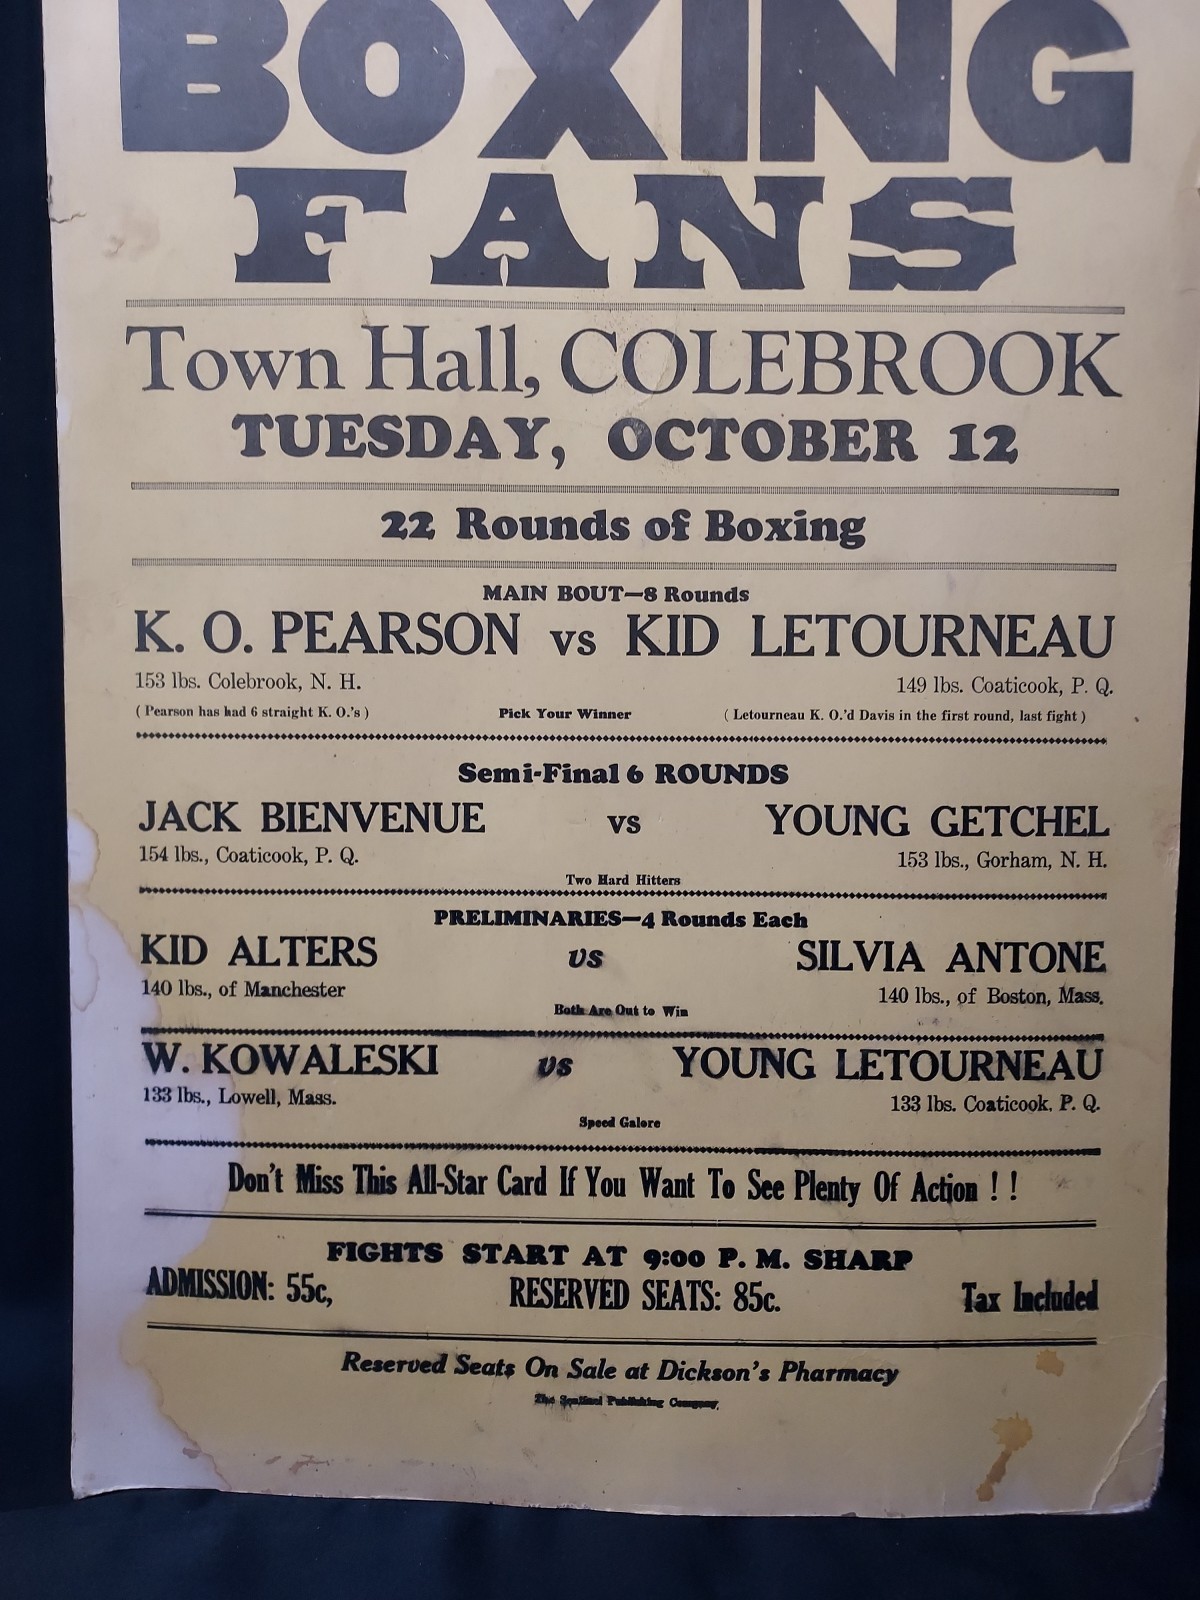 BOXING
FANS
Town Hall, COLEBROOK
TUESDAY, OCTOBER 12
22 Rounds of Boxing
MAIN BOUT—8 Rounds
K. O. PEARSON vs KID LETOURNEAU
153 lbs. Colebrook, N. H. 149 lbs. Coaticook, P. Q.
( Pearson has had 6 straight K. O.'s ) Pick Your Winner ( Letourneau K. O.'d Davis in the first round, last fight )
Semi-Final 6 ROUNDS
JACK BIENVENUE vs YOUNG GETCHEL
154 lbs., Coaticook, P. Q. 153 lbs., Gorham, N. H.
Two Hard Hitters
PRELIMINARIES—4 Rounds Each
KID ALTERS vs SILVIA ANTONE
140 lbs., of Manchester 140 lbs., of Boston, Mass.
Both Are Out to Win
W. KOWALESKI vs YOUNG LETOURNEAU
133 lbs., Lowell, Mass. 133 lbs. Coaticook. P. Q.
Speed Galore
Don't Miss This All-Star Card If You Want To See Plenty Of Action ! !
FIGHTS START AT 9:00 P. M. SHARP
ADMISSION: 55c, RESERVED SEATS: 85c. Tax Included
Reserved Seats On Sale at Dickson's Pharmacy
The Sentinel Publishing Company.